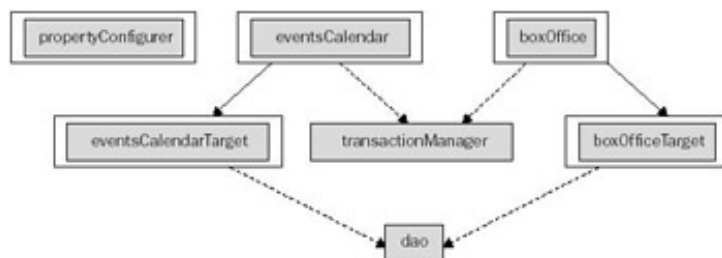 propertyConfigurer
eventsCalendar
boxOffice
eventsCalendarTarget
transactionManager
boxOfficeTarget
dao